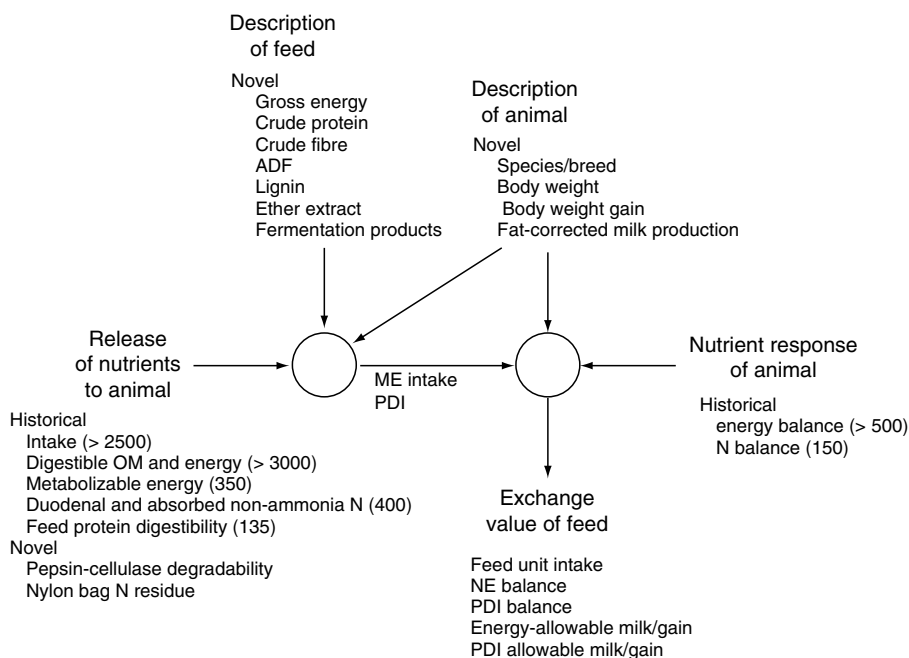 Description
of feed
Novel
Gross energy
Crude protein
Crude fibre
ADF
Lignin
Ether extract
Fermentation products
Description
of animal
Novel
Species/breed
Body weight
Body weight gain
Fat-corrected milk production
Release
of nutrients
to animal
Historical
Intake (> 2500)
Digestible OM and energy (> 3000)
Metabolizable energy (350)
Duodenal and absorbed non-ammonia N (400)
Feed protein digestibility (135)
Novel
Pepsin-cellulase degradability
Nylon bag N residue
ME intake
PDI
Nutrient response
of animal
Historical
energy balance (> 500)
N balance (150)
Exchange
value of feed
Feed unit intake
NE balance
PDI balance
Energy-allowable milk/gain
PDI allowable milk/gain